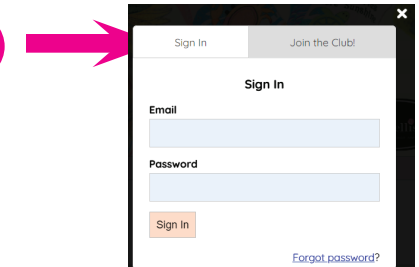 Sign In Join the Club!
Sign In
Email
Password
Sign In
Forgot password?